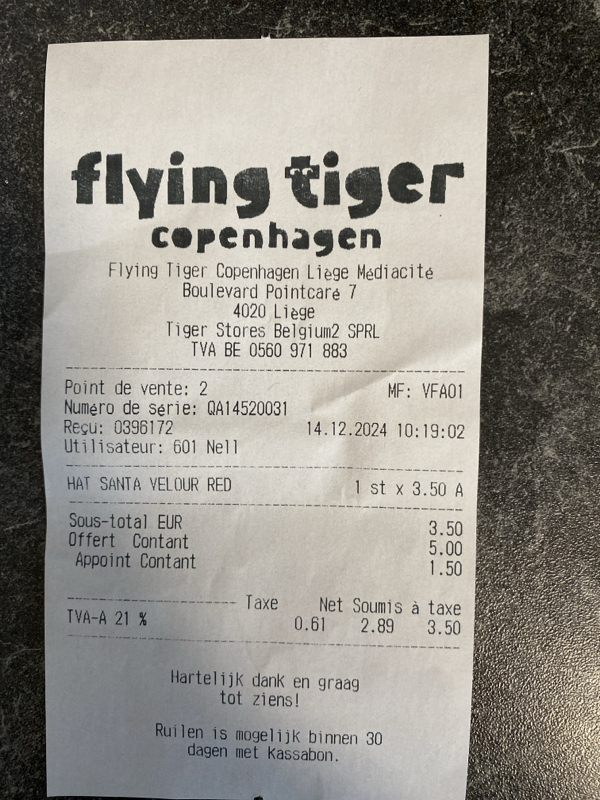 flying tiger
copenhagen
Flying Tiger Copenhagen Liège Médiacité
Boulevard Pointcaré 7
4020 Liège
Tiger Stores Belgium2 SPRL
TVA BE 0560 971 883
Point de vente: 2 MF: VFA01
Numéro de série: QA14520031
Reçu: 0396172 14.12.2024 10:19:02
Utilisateur: 601 Nell
HAT SANTA VELOUR RED 1 st x 3.50 A
Sous-total EUR 3.50
Offert Contant 5.00
Appoint Contant 1.50
Taxe Net Soumis à taxe
TVA-A 21 % 0.61 2.89 3.50
Hartelijk dank en graag
tot ziens!
Ruilen is mogelijk binnen 30
dagen met Kassabon.